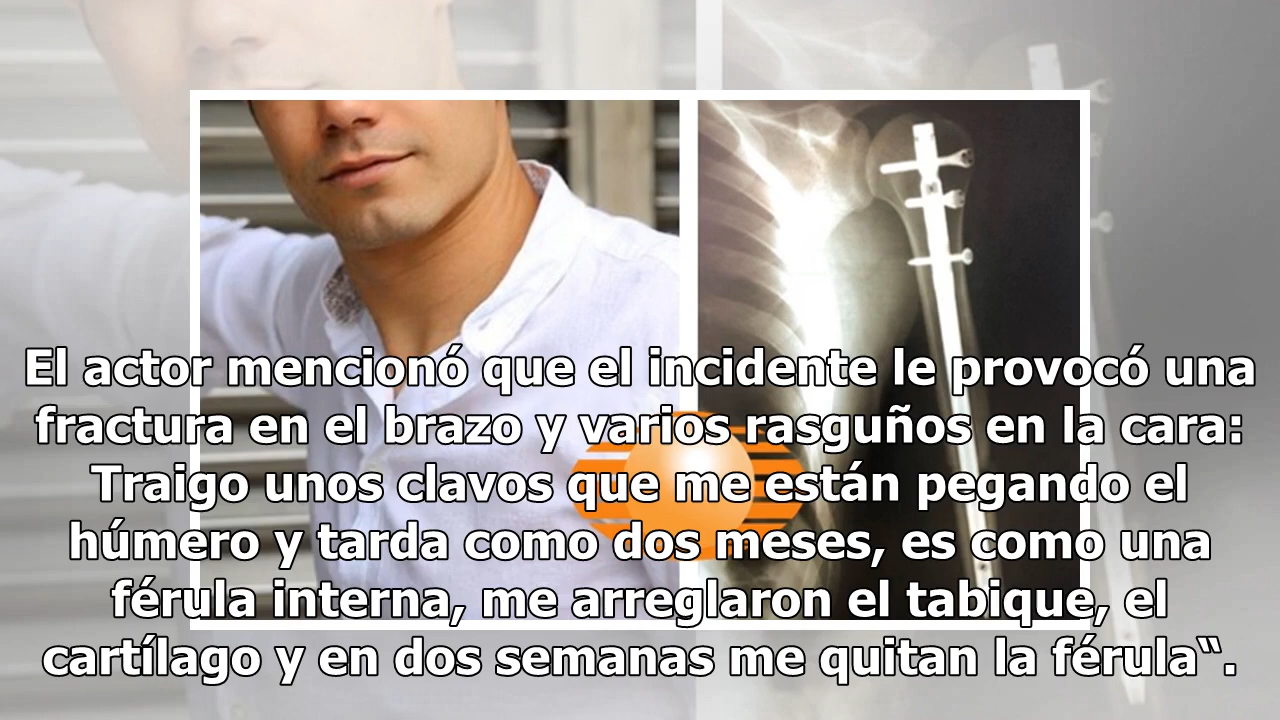 El actor mencionó que el incidente le provocó una
fractura en el brazo y varios rasguños en la cara:
Traigo unos clavos que me están pegando el
húmero y tarda como dos meses, es como una
férula interna, me arreglaron el tabique, el
cartílago y en dos semanas me quitan la férula“.